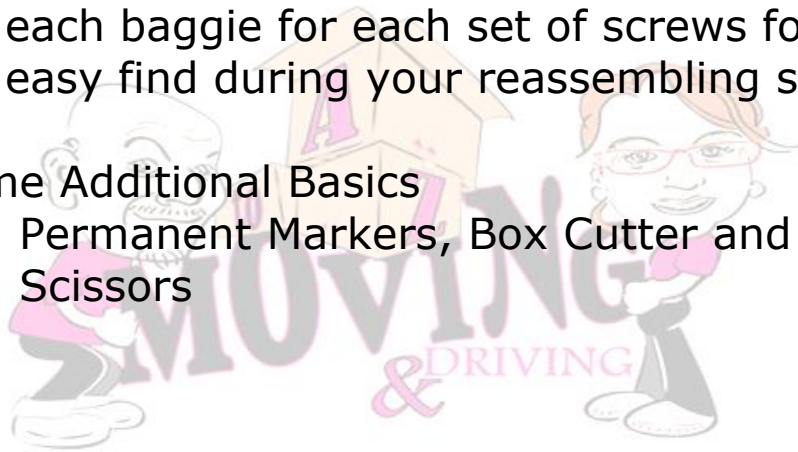 each baggie for each set of screws fo
easy find during your reassembling s
me Additional Basics
Permanent Markers, Box Cutter and
Scissors
A
L
MOVING
& DRIVING